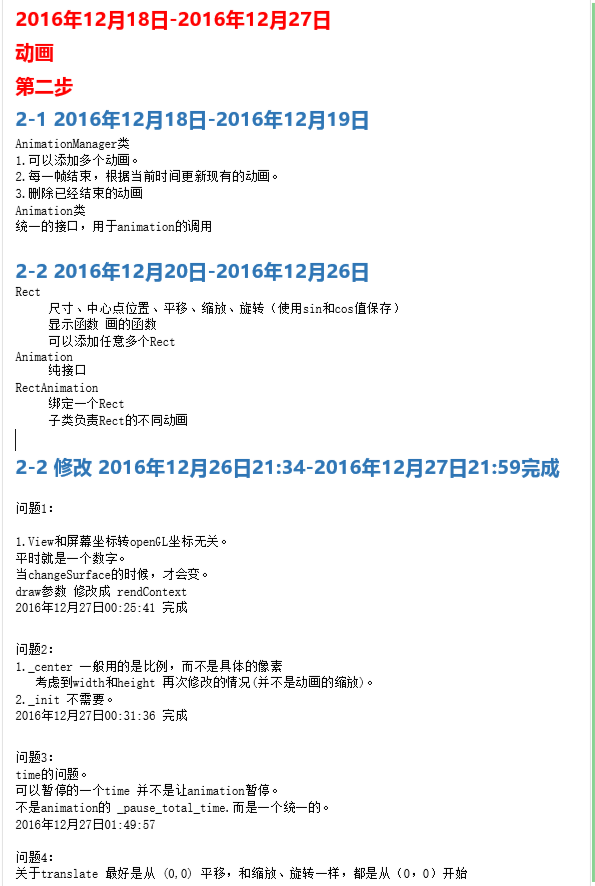 2016年12月18日-2016年12月27日
动画
第二步
2-1 2016年12月18日-2016年12月19日
AnimationManager类
1.可以添加多个动画。
2.每一帧结束，根据当前时间更新现有的动画。
3.删除已经结束的动画
Animation类
统一的接口，用于animation的调用
2-2 2016年12月20日-2016年12月26日
Rect
尺寸、中心点位置、平移、缩放、旋转（使用sin和cos值保存）
显示函数 画的函数
可以添加任意多个Rect
Animation
纯接口
RectAnimation
绑定一个Rect
子类负责Rect的不同动画
2-2 修改 2016年12月26日21:34-2016年12月27日21:59完成
问题1：
1.View和屏幕坐标转openGL坐标无关。
平时就是一个数字。
当changeSurface的时候，才会变。
draw参数 修改成 rendContext
2016年12月27日00:25:41 完成
问题2：
1._center 一般用的是比例，而不是具体的像素
考虑到width和height 再次修改的情况(并不是动画的缩放)。
2._init 不需要。
2016年12月27日00:31:36 完成
问题3：
time的问题。
可以暂停的一个time 并不是让animation暂停。
不是animation的 _pause_total_time.而是一个统一的。
2016年12月27日01:49:57
问题4：
关于translate 最好是从 (0,0) 平移，和缩放、旋转一样，都是从（0，0）开始